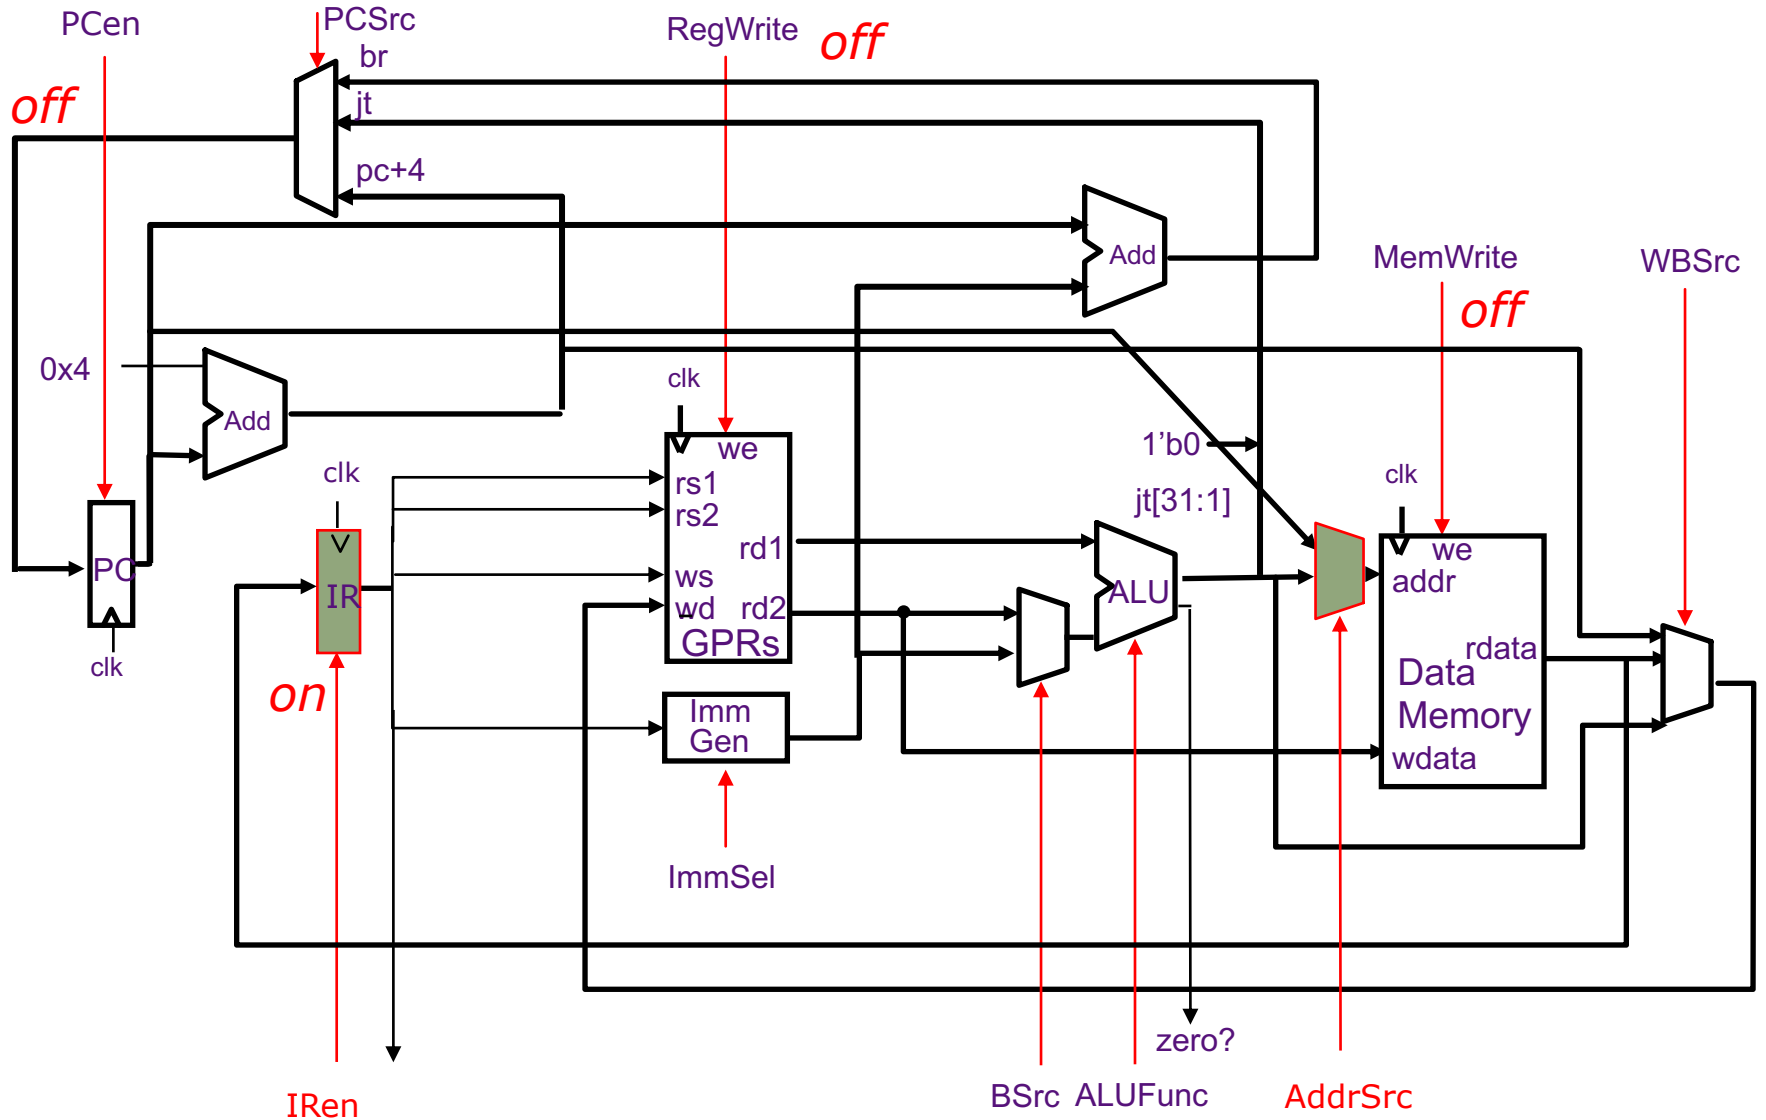 PCen
PCSrc
RegWrite
off
br
off
jt
pc+4
Add
MemWrite
WBSrc
off
0x4
clk
Add
clk
we
1'b0
clk
rs1
jt[31:1]
rs2
rd1
we
PC
IR
ws
ALU
addr
wd
rd2
GPRs
rdata
clk
Data
on
Imm
Memory
Gen
wdata
ImmSel
zero?
IRen
BSrc
ALUFunc
AddrSrc